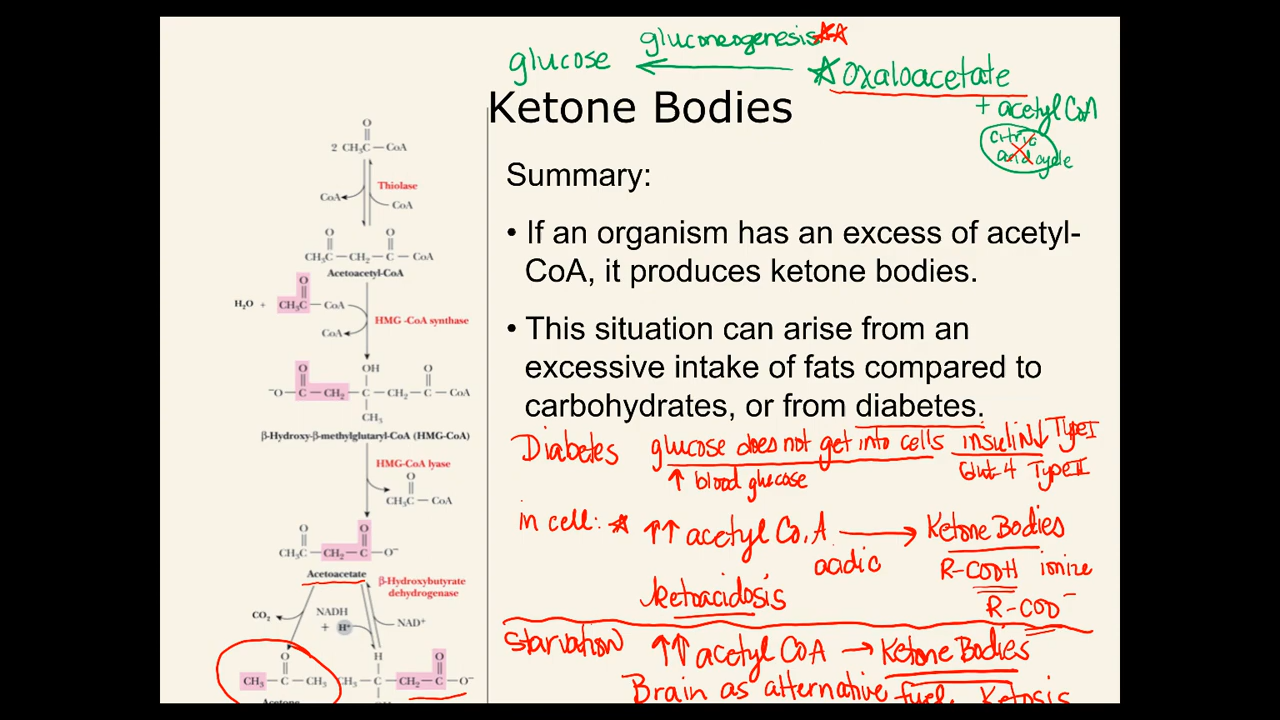 glucose ← gluconeogenesis ☆☆ ☆ oxaloacetate
+ acetyl CoA
citric
acid cycle
Ketone Bodies
Summary:
• If an organism has an excess of acetyl-
CoA, it produces ketone bodies.
• This situation can arise from an
excessive intake of fats compared to
carbohydrates, or from diabetes.
Diabetes glucose does not get into cells insulin↓ Type I
↑ blood glucose Glut-4 Type II
in cell: ☆ ↑↑ acetyl Co.A → Ketone Bodies
acidic R-COOH ionize
ketoacidosis R-COO⁻
Starvation ↑↑ acetyl CoA → Ketone Bodies
Brain as alternative fuel. Ketosis
O
2 CH₃C—CoA
Thiolase
CoA
CoA
O O
CH₃C—CH₂—C—CoA
Acetoacetyl-CoA
O
H₂O + CH₃C—CoA
HMG -CoA synthase
CoA
O OH O
⁻O—C—CH₂—C—CH₂—C—CoA
CH₃
β-Hydroxy-β-methylglutaryl-CoA (HMG-CoA)
HMG-CoA lyase
O
CH₃C—CoA
O O
CH₃C—CH₂—C—O⁻
Acetoacetate
β-Hydroxybutyrate
dehydrogenase
CO₂
NADH
+ H⁺
NAD⁺
O H O
CH₃—C—CH₃ CH₃—C—CH₂—C—O⁻
Acetone OH